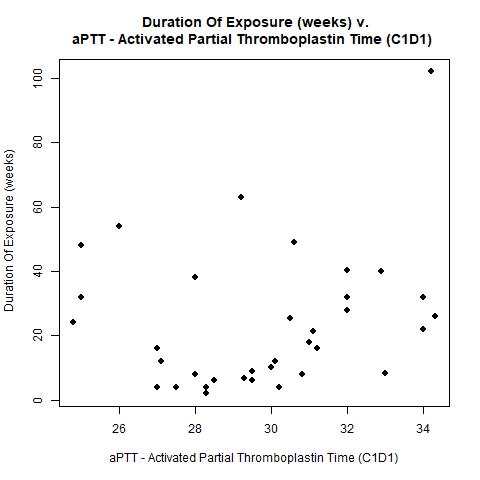 Duration Of Exposure (weeks) v.
aPTT - Activated Partial Thromboplastin Time (C1D1)
Duration Of Exposure (weeks)
100
80
60
40
20
0
26 28 30 32 34
aPTT - Activated Partial Thromboplastin Time (C1D1)